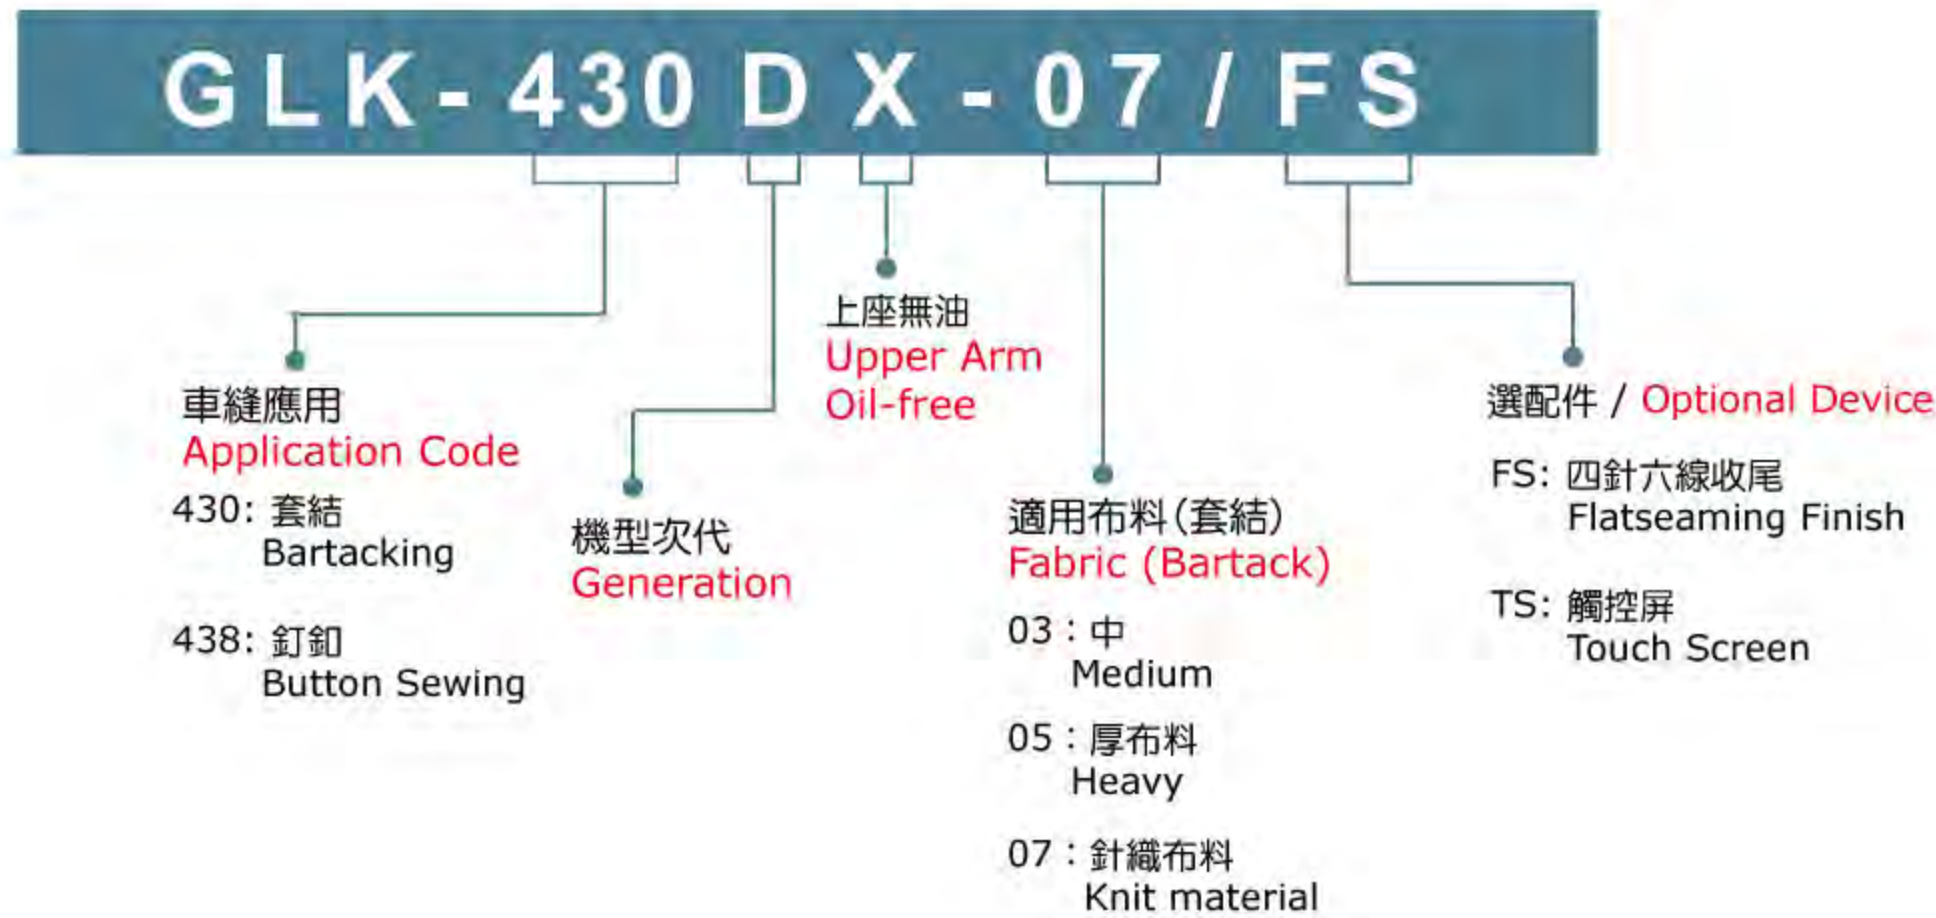 GLK-430DX-07/FS
車縫應用
Application Code
430: 套結
Bartacking
438: 釘釦
Button Sewing
機型次代
Generation
上座無油
Upper Arm
Oil-free
適用布料(套結)
Fabric (Bartack)
03：中
Medium
05：厚布料
Heavy
07：針織布料
Knit material
選配件 / Optional Device
FS: 四針六線收尾
Flatseaming Finish
TS: 觸控屏
Touch Screen